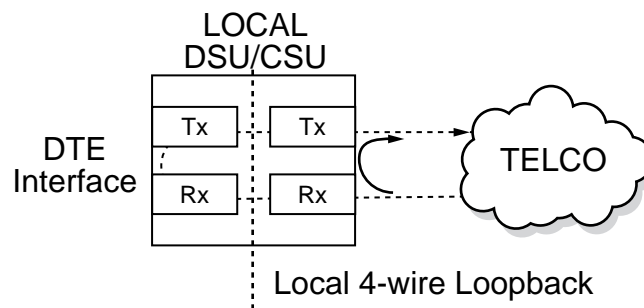 LOCAL
DSU/CSU
Tx Tx
DTE
Interface
TELCO
Rx Rx
Local 4-wire Loopback